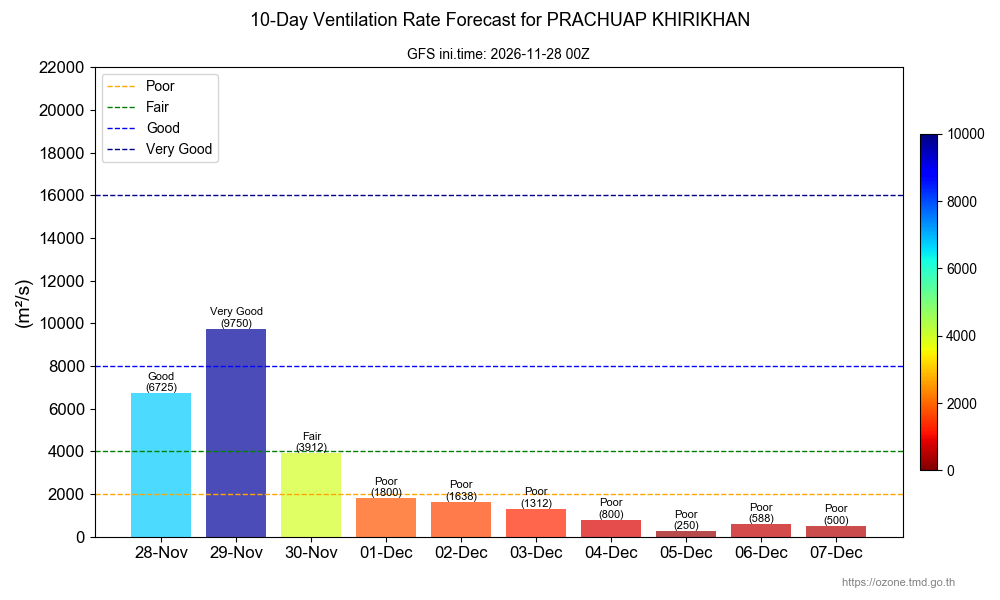 10-Day Ventilation Rate Forecast for PRACHUAP KHIRIKHAN
GFS ini.time: 2026-11-28 00Z
22000
20000
18000
16000
14000
12000
10000
8000
6000
4000
2000
0
(m²/s)
Poor
Fair
Good
Very Good
Good
(6725)
Very Good
(9750)
Fair
(3912)
Poor
(1800)
Poor
(1638)
Poor
(1312)
Poor
(800)
Poor
(250)
Poor
(588)
Poor
(500)
28-Nov 29-Nov 30-Nov 01-Dec 02-Dec 03-Dec 04-Dec 05-Dec 06-Dec 07-Dec
10000
8000
6000
4000
2000
0
https://ozone.tmd.go.th